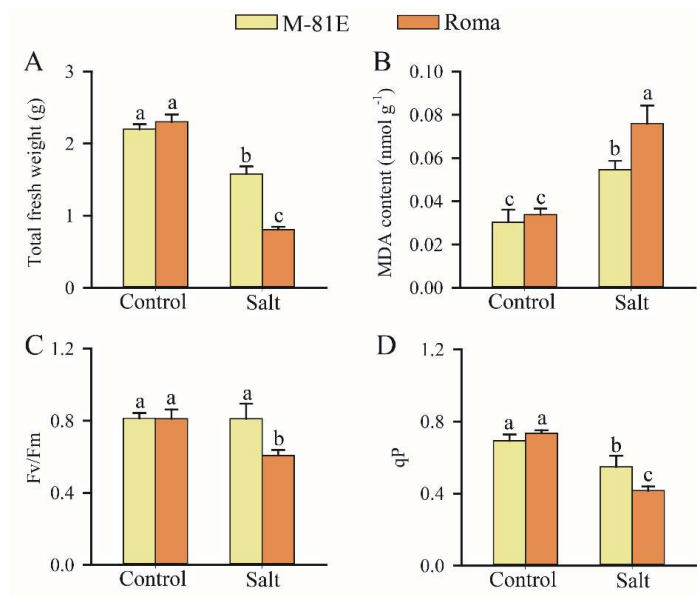 M-81E Roma
A
Total fresh weight (g)
3
2
1
0
a a
b
c
Control Salt
B
MDA content (nmol g⁻¹)
0.10
0.08
0.06
0.04
0.02
0.00
c c
b
a
Control Salt
C
Fv/Fm
1.2
0.8
0.4
0.0
a a
a
b
Control Salt
D
qP
1.2
0.8
0.4
0.0
a a
b
c
Control Salt